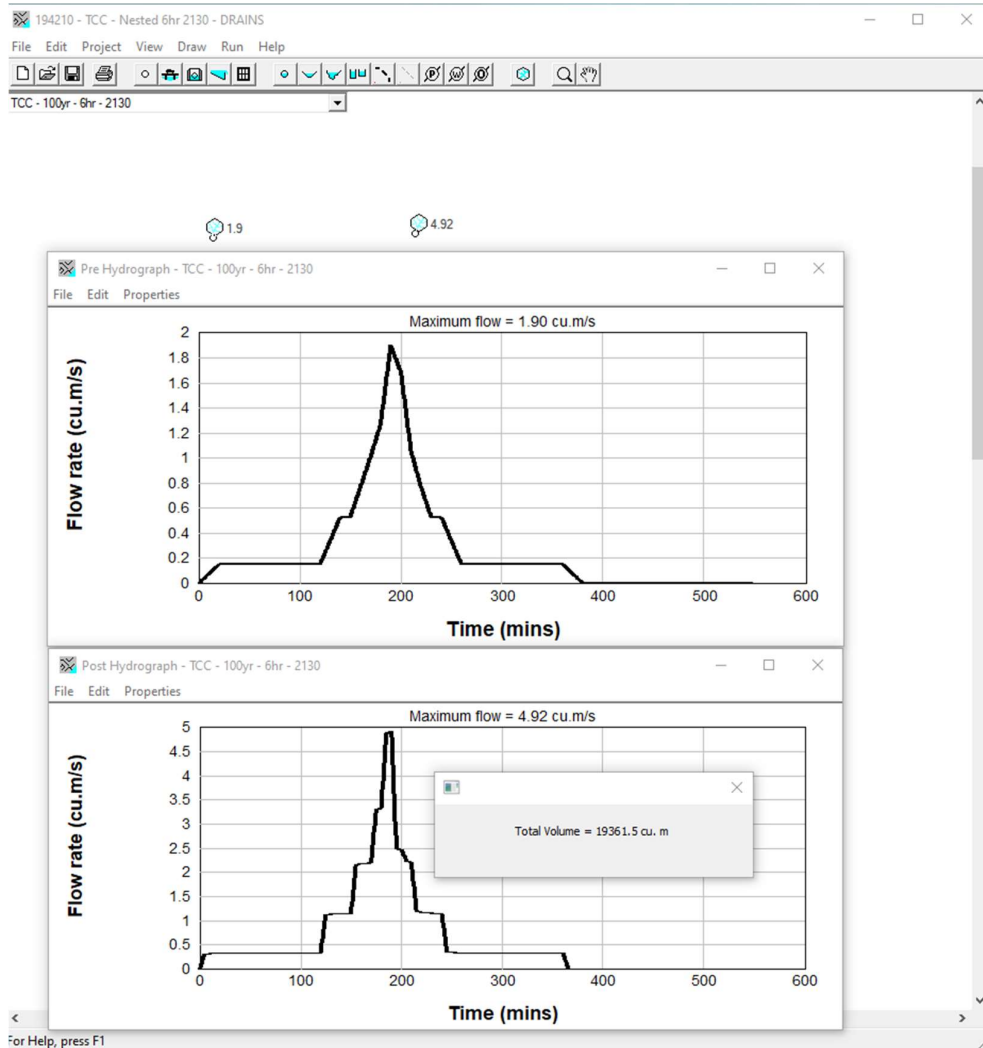 194210 - TCC - Nested 6hr 2130 - DRAINS
File Edit Project View Draw Run Help
TCC - 100yr - 6hr - 2130
1.9
4.92
Pre Hydrograph - TCC - 100yr - 6hr - 2130
File Edit Properties
Maximum flow = 1.90 cu.m/s
Flow rate (cu.m/s)
2
1.8
1.6
1.4
1.2
1
0.8
0.6
0.4
0.2
0
0 100 200 300 400 500 600
Time (mins)
Post Hydrograph - TCC - 100yr - 6hr - 2130
File Edit Properties
Maximum flow = 4.92 cu.m/s
Flow rate (cu.m/s)
5
4.5
4
3.5
3
2.5
2
1.5
1
0.5
0
Total Volume = 19361.5 cu. m
0 100 200 300 400 500 600
Time (mins)
For Help, press F1